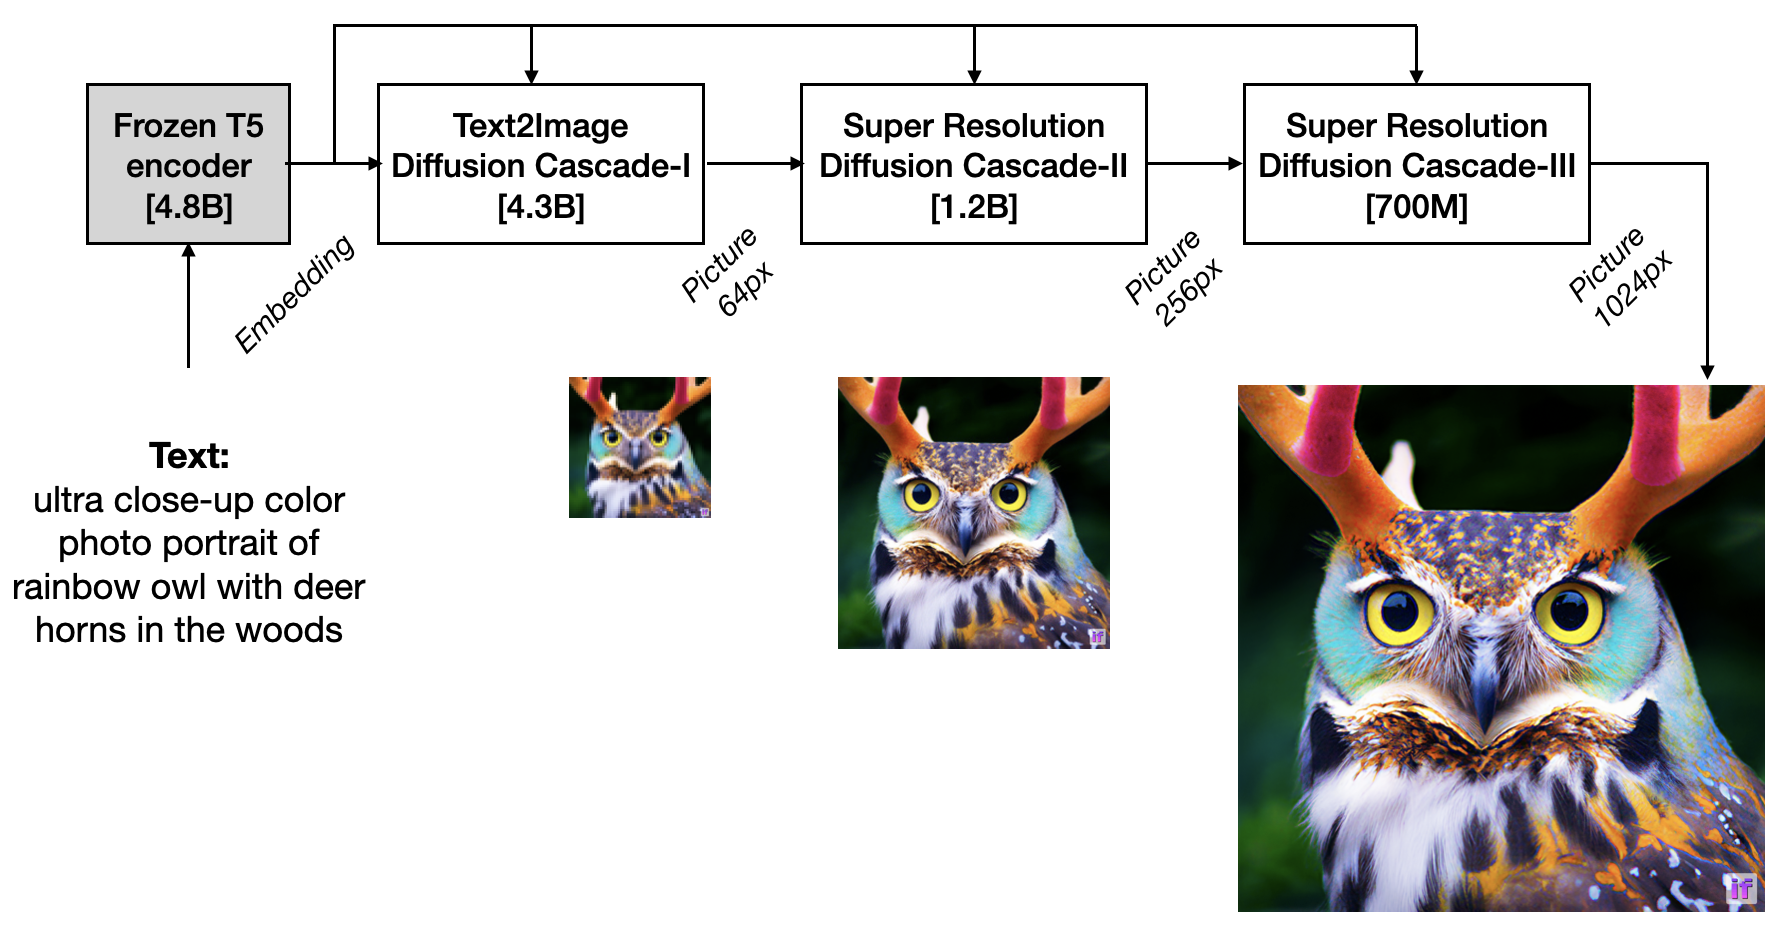 Frozen T5
encoder
[4.8B]
Text2Image
Diffusion Cascade-I
[4.3B]
Super Resolution
Diffusion Cascade-II
[1.2B]
Super Resolution
Diffusion Cascade-III
[700M]
Embedding
Picture
64px
Picture
256px
Picture
1024px
Text:
ultra close-up color
photo portrait of
rainbow owl with deer
horns in the woods
if
if
if